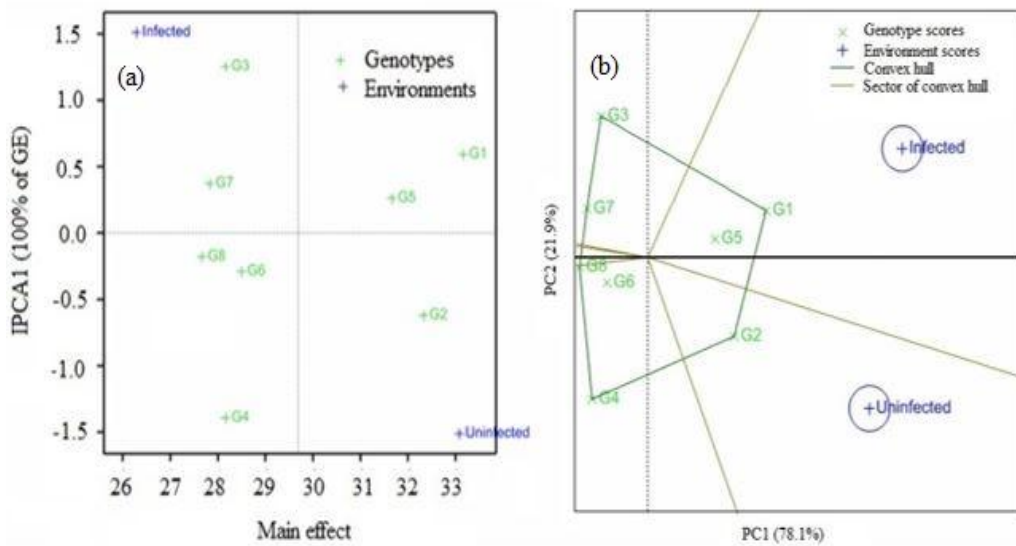 (a)
IPCA1 (100% of GE)
1.5
1.0
0.5
0.0
-0.5
-1.0
-1.5
Infected
G3
Genotypes
Environments
G1
G7
G5
G8
G6
G2
G4
Uninfected
26 27 28 29 30 31 32 33
Main effect
(b)
Genotype scores
Environment scores
Convex hull
Sector of convex hull
PC2 (21.9%)
G3
Infected
G7
G1
G5
G8
G6
G2
G4
Uninfected
PC1 (78.1%)